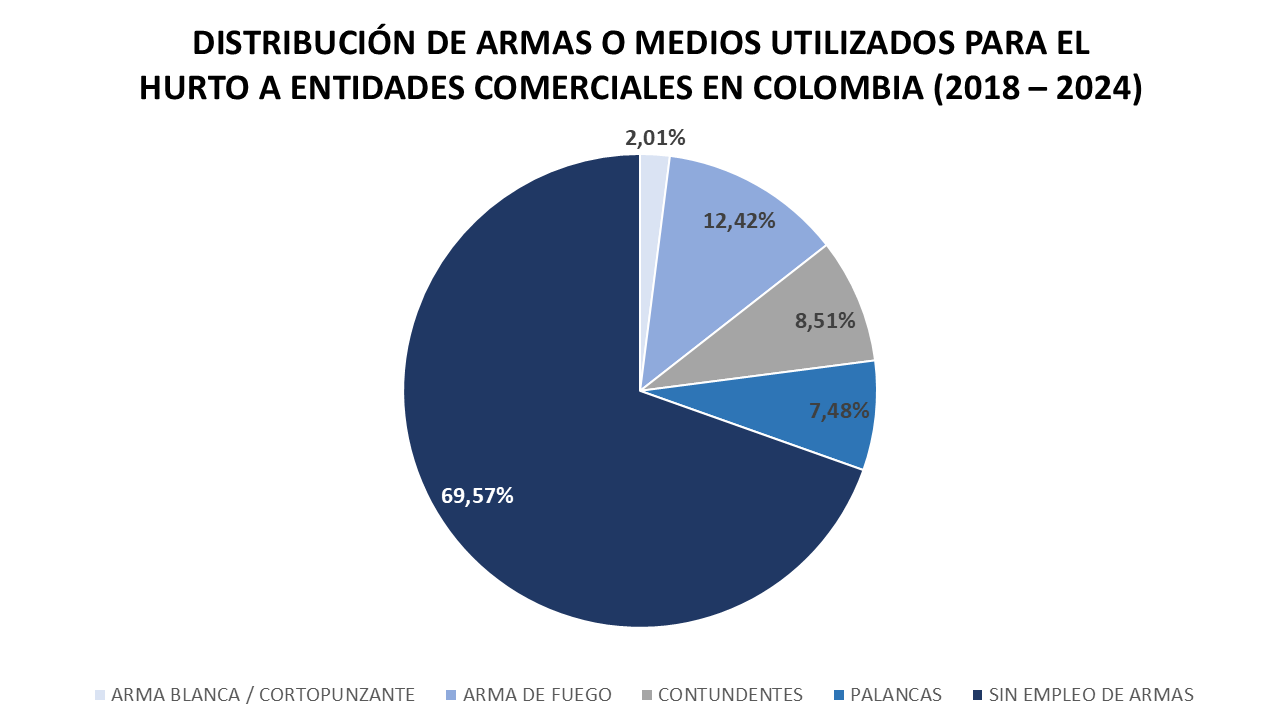 DISTRIBUCIÓN DE ARMAS O MEDIOS UTILIZADOS PARA EL
HURTO A ENTIDADES COMERCIALES EN COLOMBIA (2018 – 2024)
2,01%
12,42%
8,51%
7,48%
69,57%
ARMA BLANCA / CORTOPUNZANTE ARMA DE FUEGO CONTUNDENTES PALANCAS SIN EMPLEO DE ARMAS